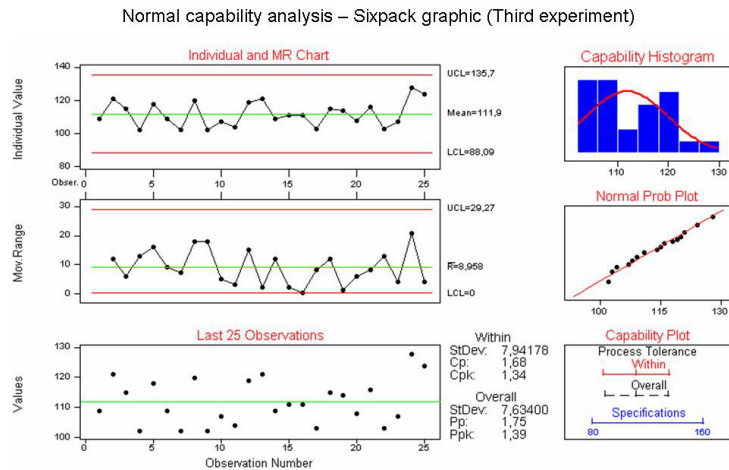 Normal capability analysis – Sixpack graphic (Third experiment)
Individual and MR Chart
Individual Value
140
120
100
80
UCL=135,7
Mean=111,9
LCL=88,09
Obser. 0 5 10 15 20 25
Mov.Range
30
20
10
0
UCL=29,27
R=8,958
LCL=0
Last 25 Observations
Values
130
120
110
100
0 5 10 15 20 25
Observation Number
Capability Histogram
110 120 130
Normal Prob Plot
102 115 130
Within
StDev: 7,94178
Cp: 1,68
Cpk: 1,34
Overall
StDev: 7,63400
Pp: 1,75
Ppk: 1,39
Capability Plot
Process Tolerance
Within
Overall
Specifications
80 160